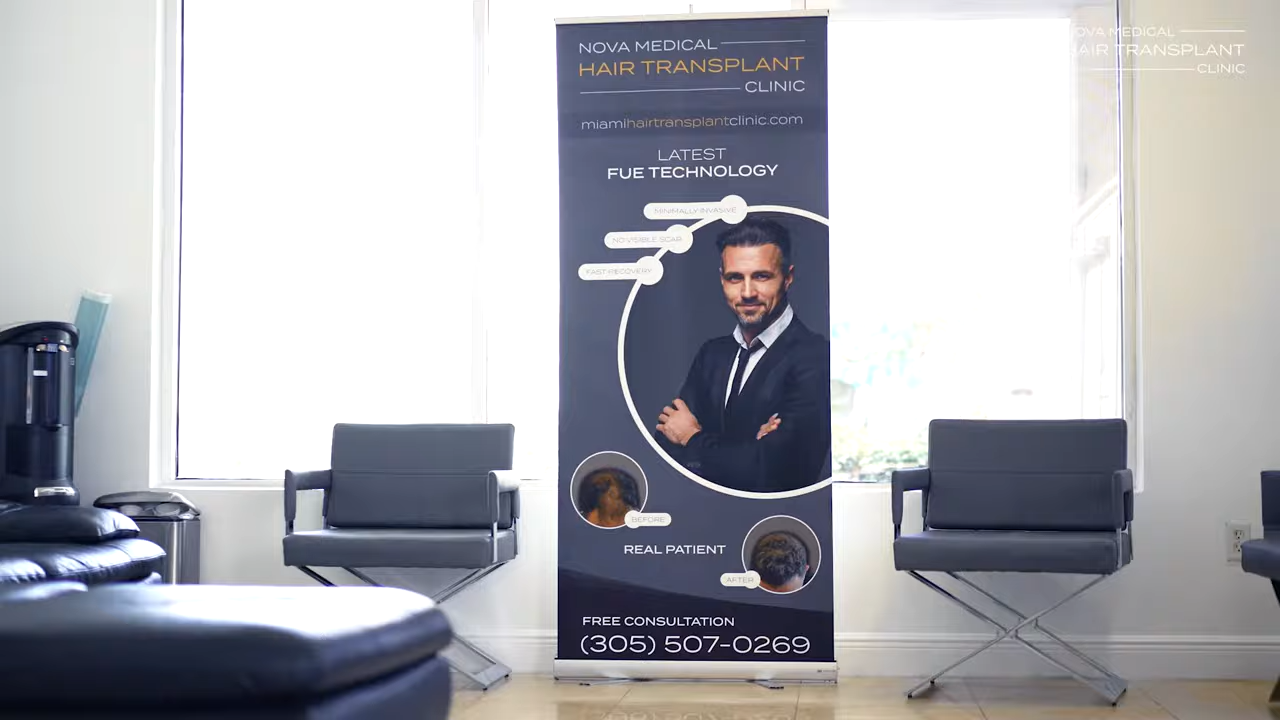 NOVA MEDICAL
HAIR TRANSPLANT
CLINIC
miamihairtransplantclinic.com
LATEST
FUE TECHNOLOGY
MINIMALLY INVASIVE
NO VISIBLE SCAR
FAST RECOVERY
BEFORE
REAL PATIENT
AFTER
FREE CONSULTATION
(305) 507-0269
OVA MEDICAL
HAIR TRANSPLANT
CLINIC